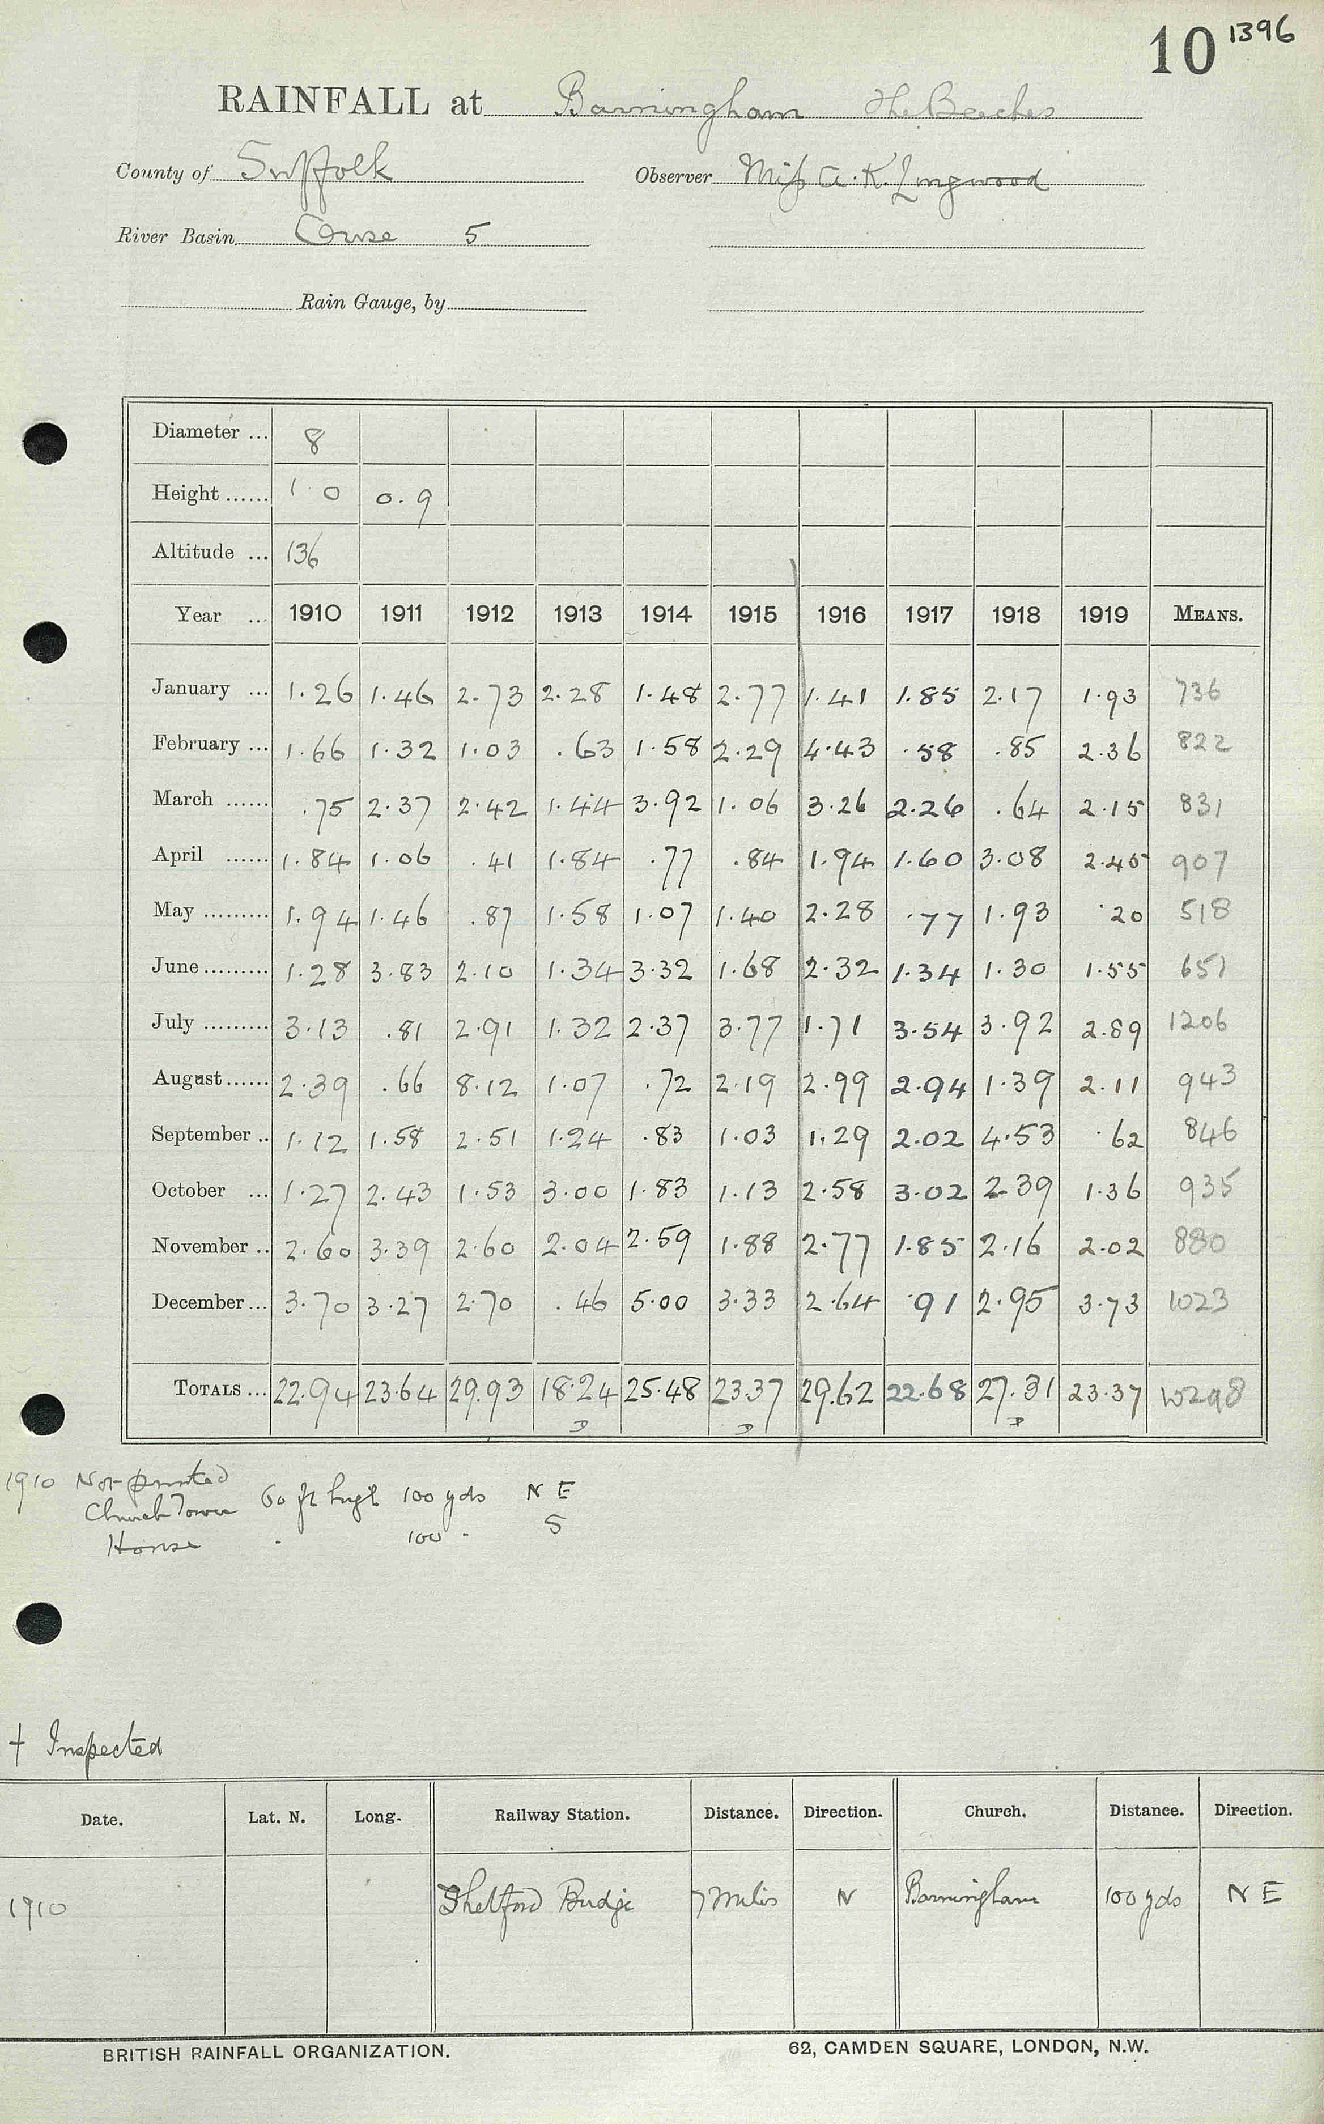 10 1396
RAINFALL at Barningham The Beeches
County of Suffolk Observer Miss A. K. Lingwood
River Basin Ouse 5
Rain Gauge, by
Diameter ... 8
Height ...... 1.0 0.9
Altitude ... 136
Year ... 1910 1911 1912 1913 1914 1915 1916 1917 1918 1919 MEANS.
January ... 1.26 1.46 2.73 2.28 1.48 2.77 1.41 1.85 2.17 1.93 736
February ... 1.66 1.32 1.03 .63 1.58 2.29 4.43 .58 .85 2.36 822
March ...... .75 2.37 2.42 1.44 3.92 1.06 3.26 2.26 .64 2.15 831
April ...... 1.84 1.06 .41 1.84 .77 .84 1.94 1.60 3.08 2.45 907
May ......... 1.94 1.46 .87 1.58 1.07 1.40 2.28 .77 1.93 .20 518
June ......... 1.28 3.83 2.10 1.34 3.32 1.68 2.32 1.34 1.30 1.55 651
July ......... 3.13 .81 2.91 1.32 2.37 3.77 1.71 3.54 3.92 2.89 1206
August ...... 2.39 .66 8.12 1.07 .72 2.19 2.99 2.94 1.39 2.11 943
September .. 1.12 1.58 2.51 1.24 .83 1.03 1.29 2.02 4.53 .62 846
October ... 1.27 2.43 1.53 3.00 1.83 1.13 2.58 3.02 2.39 1.36 935
November .. 2.60 3.39 2.60 2.04 2.59 1.88 2.77 1.85 2.16 2.02 880
December ... 3.70 3.27 2.70 .46 5.00 3.33 2.64 .91 2.95 3.73 1023
TOTALS ... 22.94 23.64 29.93 18.24 25.48 23.37 29.62 22.68 27.31 23.37 10298
D D D
1910 Not printed
Church Tower 60 ft high 100 yds N E
House 100 S
† Inspected
Date. Lat. N. Long. Railway Station. Distance. Direction. Church. Distance. Direction.
1910 Thetford Bridge 7 miles N Barningham 100 yds N E
BRITISH RAINFALL ORGANIZATION. 62, CAMDEN SQUARE, LONDON, N.W.